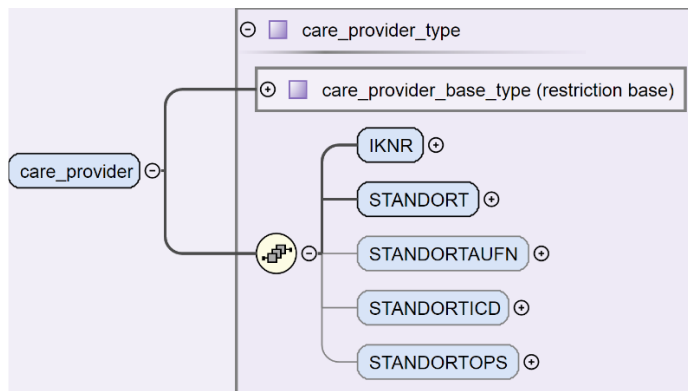 care_provider_type
care_provider_base_type (restriction base)
IKNR
care_provider
STANDORT
STANDORTAUFN
STANDORTICD
STANDORTOPS